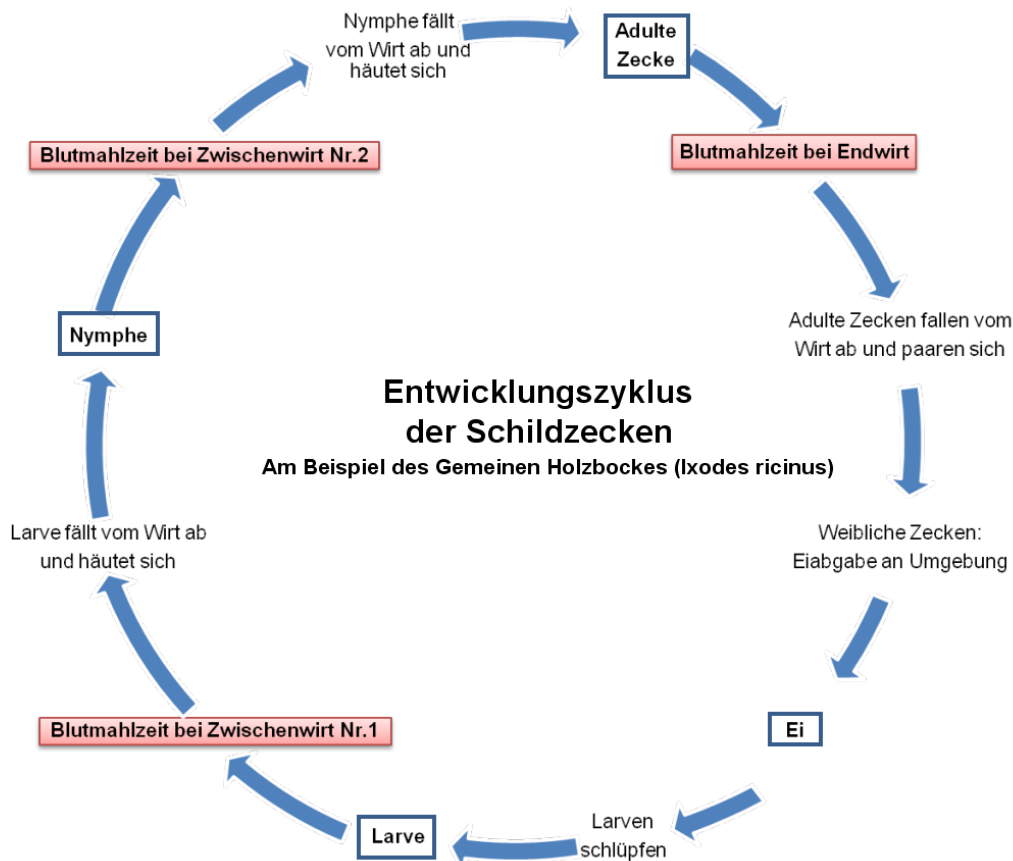 Nymphe fällt
vom Wirt ab und
häutet sich
Adulte
Zecke
Blutmahlzeit bei Zwischenwirt Nr.2
Blutmahlzeit bei Endwirt
Nymphe
Adulte Zecken fallen vom
Wirt ab und paaren sich
Entwicklungszyklus
der Schildzecken
Am Beispiel des Gemeinen Holzbockes (Ixodes ricinus)
Larve fällt vom Wirt ab
und häutet sich
Weibliche Zecken:
Eiabgabe an Umgebung
Blutmahlzeit bei Zwischenwirt Nr.1
Ei
Larve
Larven
schlüpfen